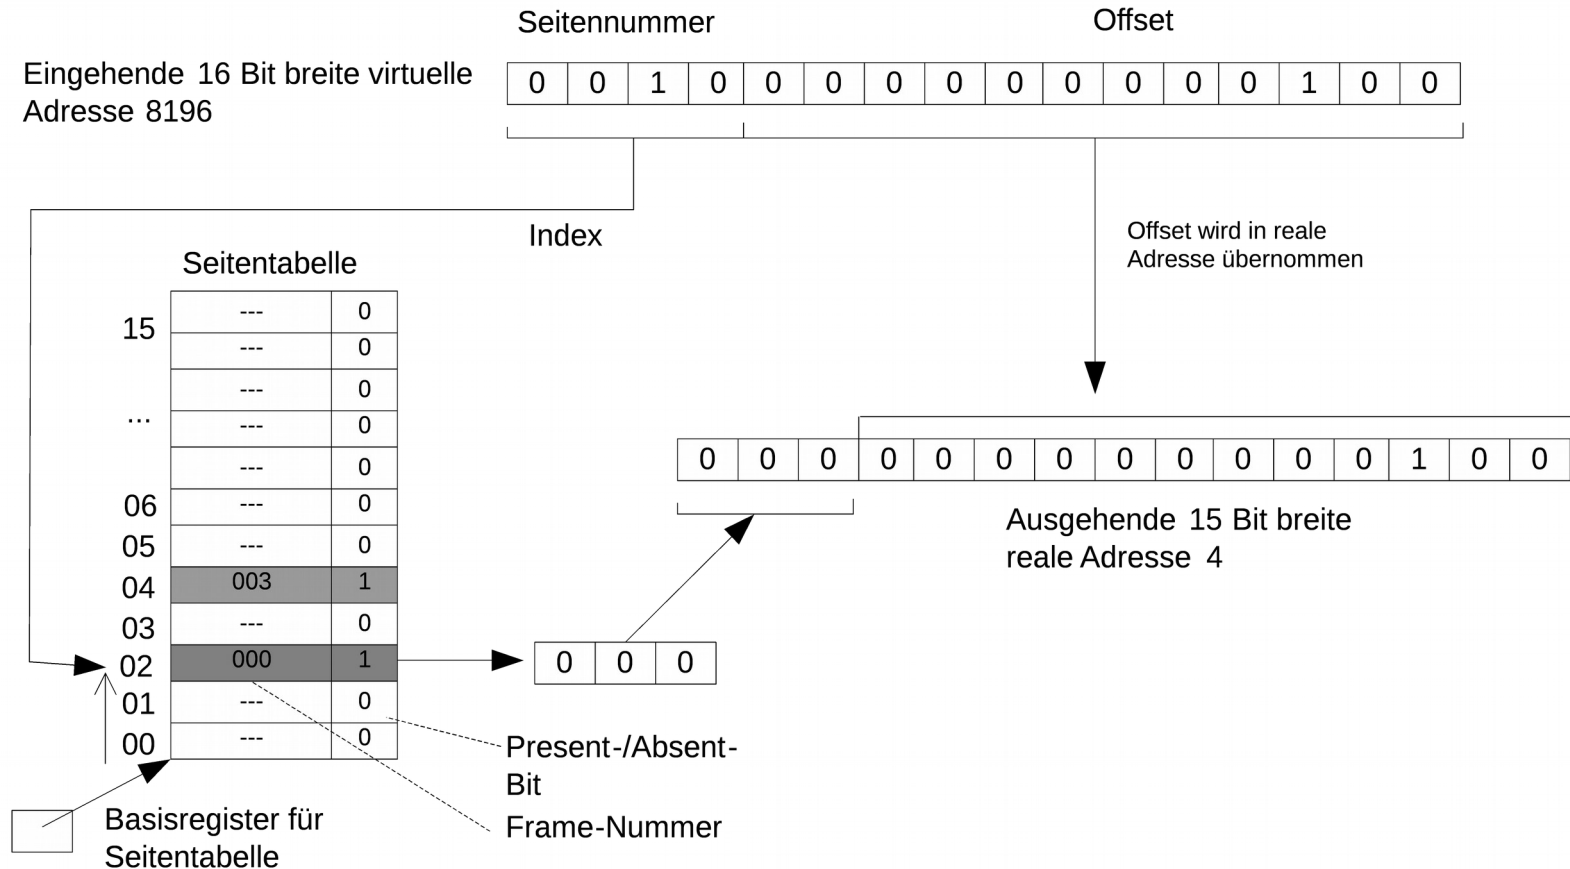 Seitennummer
Offset
Eingehende 16 Bit breite virtuelle
Adresse 8196
0 0 1 0 0 0 0 0 0 0 0 0 0 1 0 0
Index
Offset wird in reale
Adresse übernommen
Seitentabelle
15
--- 0
--- 0
--- 0
...
--- 0
--- 0
06 --- 0
05 --- 0
04 003 1
03 --- 0
02 000 1
01 --- 0
00 --- 0
0 0 0 0 0 0 0 0 0 0 0 0 1 0 0
Ausgehende 15 Bit breite
reale Adresse 4
0 0 0
Present-/Absent-
Bit
Frame-Nummer
Basisregister für
Seitentabelle